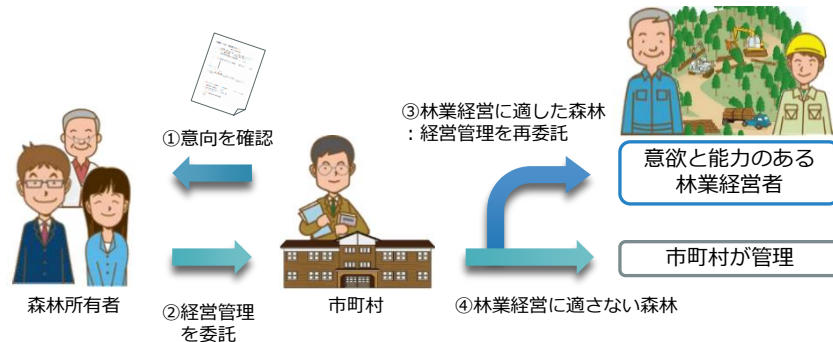 ①意向を確認
③林業経営に適した森林
：経営管理を再委託
意欲と能力のある
林業経営者
市町村が管理
森林所有者
②経営管理
を委託
市町村
④林業経営に適さない森林